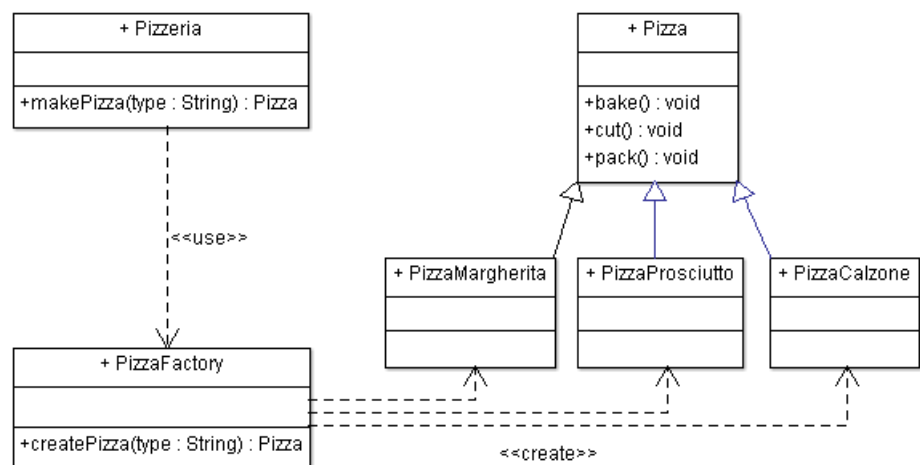 + Pizzeria
+makePizza(type : String) : Pizza
+ Pizza
+bake() : void
+cut() : void
+pack() : void
<<use>>
+ PizzaMargherita
+ PizzaProsciutto
+ PizzaCalzone
+ PizzaFactory
+createPizza(type : String) : Pizza
<<create>>